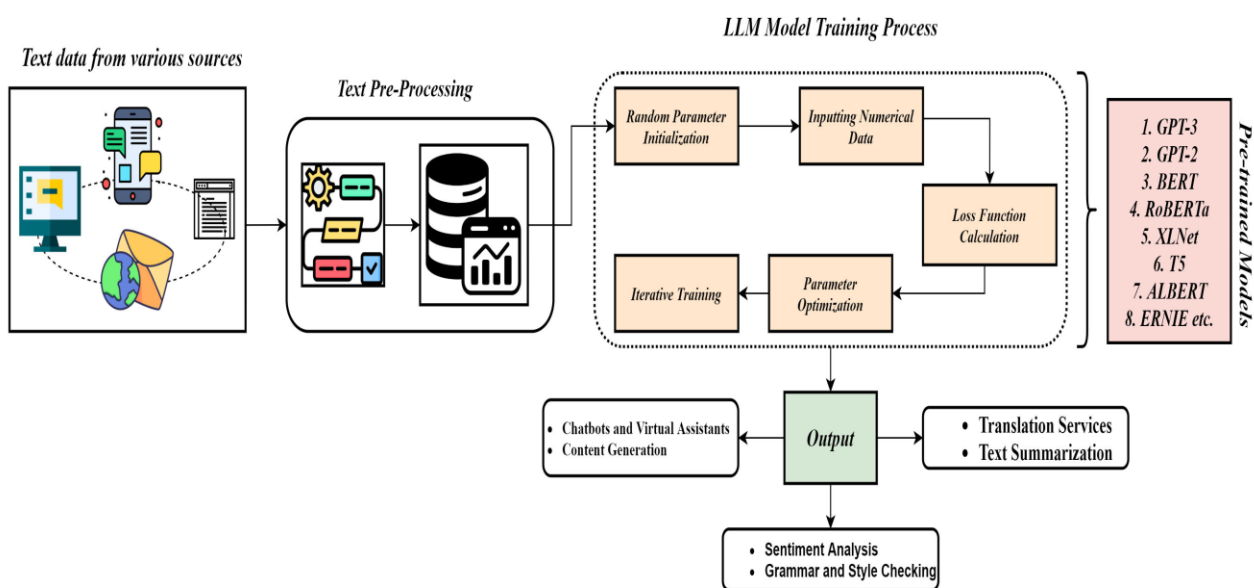 LLM Model Training Process
Text data from various sources
Text Pre-Processing
Random Parameter
Initialization
Inputting Numerical
Data
Loss Function
Calculation
Parameter
Optimization
Iterative Training
1. GPT-3
2. GPT-2
3. BERT
4. RoBERTa
5. XLNet
6. T5
7. ALBERT
8. ERNIE etc.
Pre-trained Models
• Chatbots and Virtual Assistants
• Content Generation
Output
• Translation Services
• Text Summarization
• Sentiment Analysis
• Grammar and Style Checking